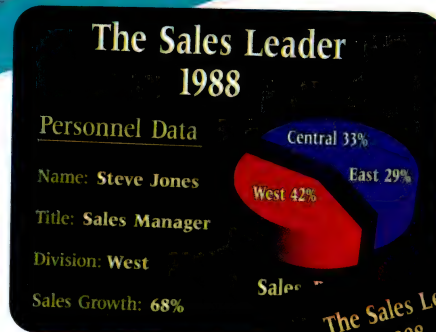 The Sales Leader
1988
Personnel Data
Name: Steve Jones
Title: Sales Manager
Division: West
Sales Growth: 68%
Central 33%
East 29%
West 42%
Sales
The Sales